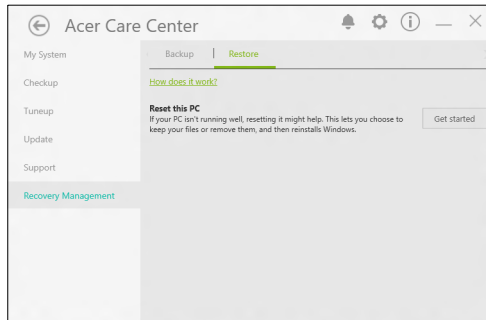 Acer Care Center
My System
Checkup
Tuneup
Update
Support
Recovery Management
Backup | Restore
How does it work?
Reset this PC
If your PC isn't running well, resetting it might help. This lets you choose to
keep your files or remove them, and then reinstalls Windows.
Get started